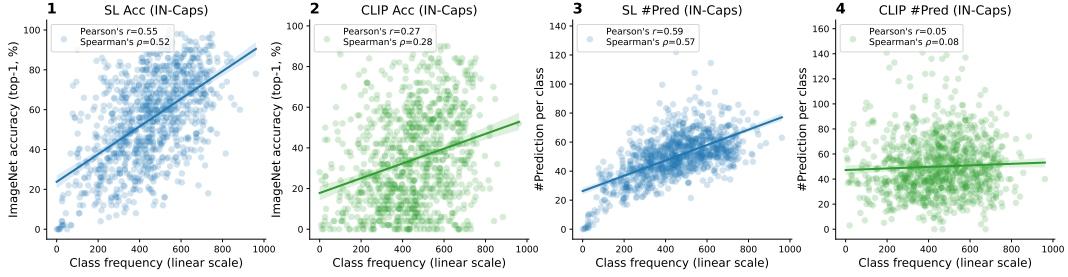 1 SL Acc (IN-Caps)
Pearson's r=0.55
Spearman's ρ=0.52
ImageNet accuracy (top-1, %)
100
80
60
40
20
0
0 200 400 600 800 1000
Class frequency (linear scale)
2 CLIP Acc (IN-Caps)
Pearson's r=0.27
Spearman's ρ=0.28
ImageNet accuracy (top-1, %)
100
80
60
40
20
0
0 200 400 600 800 1000
Class frequency (linear scale)
3 SL #Pred (IN-Caps)
Pearson's r=0.59
Spearman's ρ=0.57
#Prediction per class
160
140
120
100
80
60
40
20
0
0 200 400 600 800 1000
Class frequency (linear scale)
4 CLIP #Pred (IN-Caps)
Pearson's r=0.05
Spearman's ρ=0.08
#Prediction per class
160
140
120
100
80
60
40
20
0
0 200 400 600 800 1000
Class frequency (linear scale)